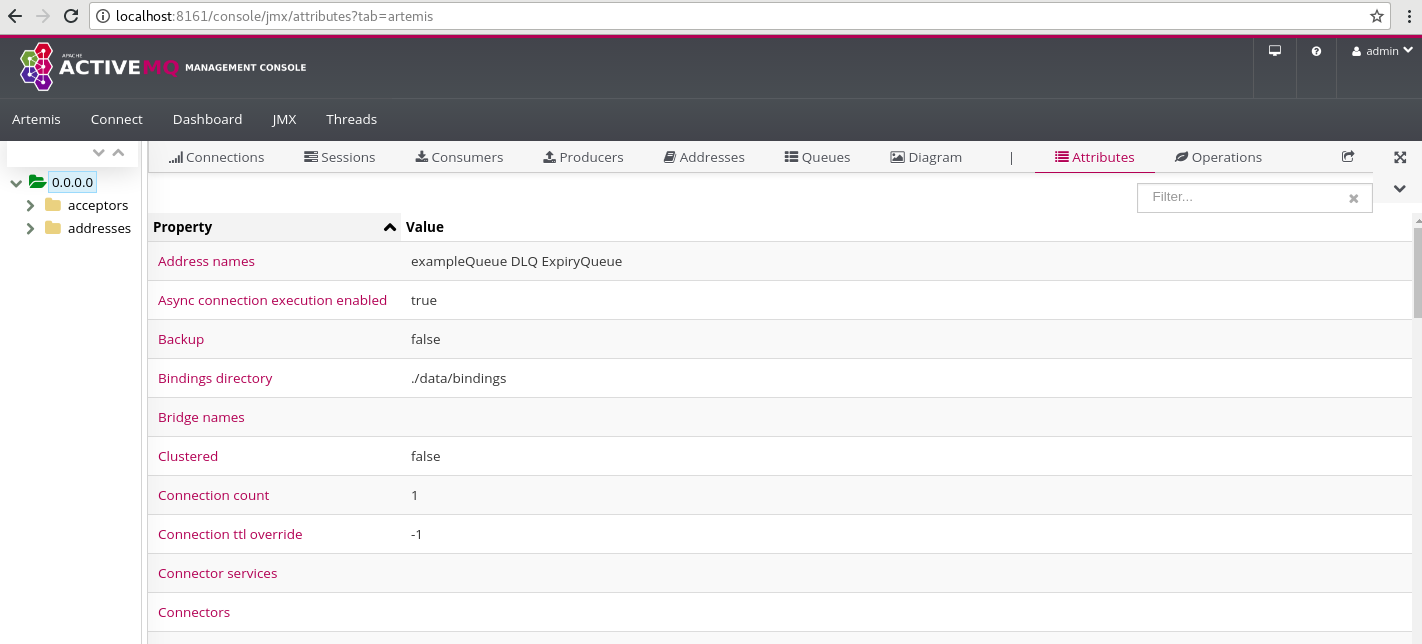 localhost:8161/console/jmx/attributes?tab=artemis
APACHE
ACTIVEMQ MANAGEMENT CONSOLE
admin
Artemis Connect Dashboard JMX Threads
Connections Sessions Consumers Producers Addresses Queues Diagram | Attributes Operations
0.0.0.0
acceptors
addresses
Filter...
Property Value
Address names exampleQueue DLQ ExpiryQueue
Async connection execution enabled true
Backup false
Bindings directory ./data/bindings
Bridge names
Clustered false
Connection count 1
Connection ttl override -1
Connector services
Connectors